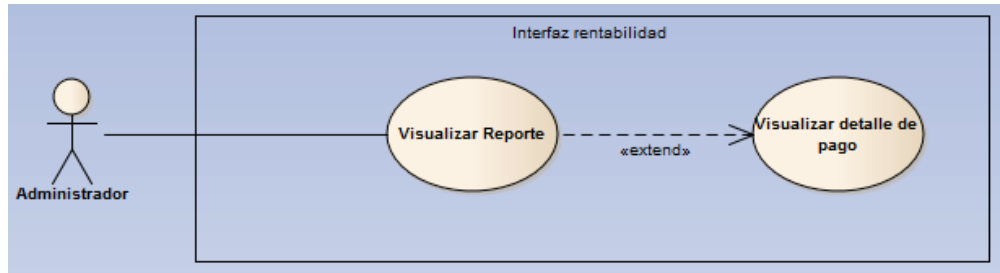 Interfaz rentabilidad
Visualizar Reporte
«extend»
Visualizar detalle de
pago
Administrador